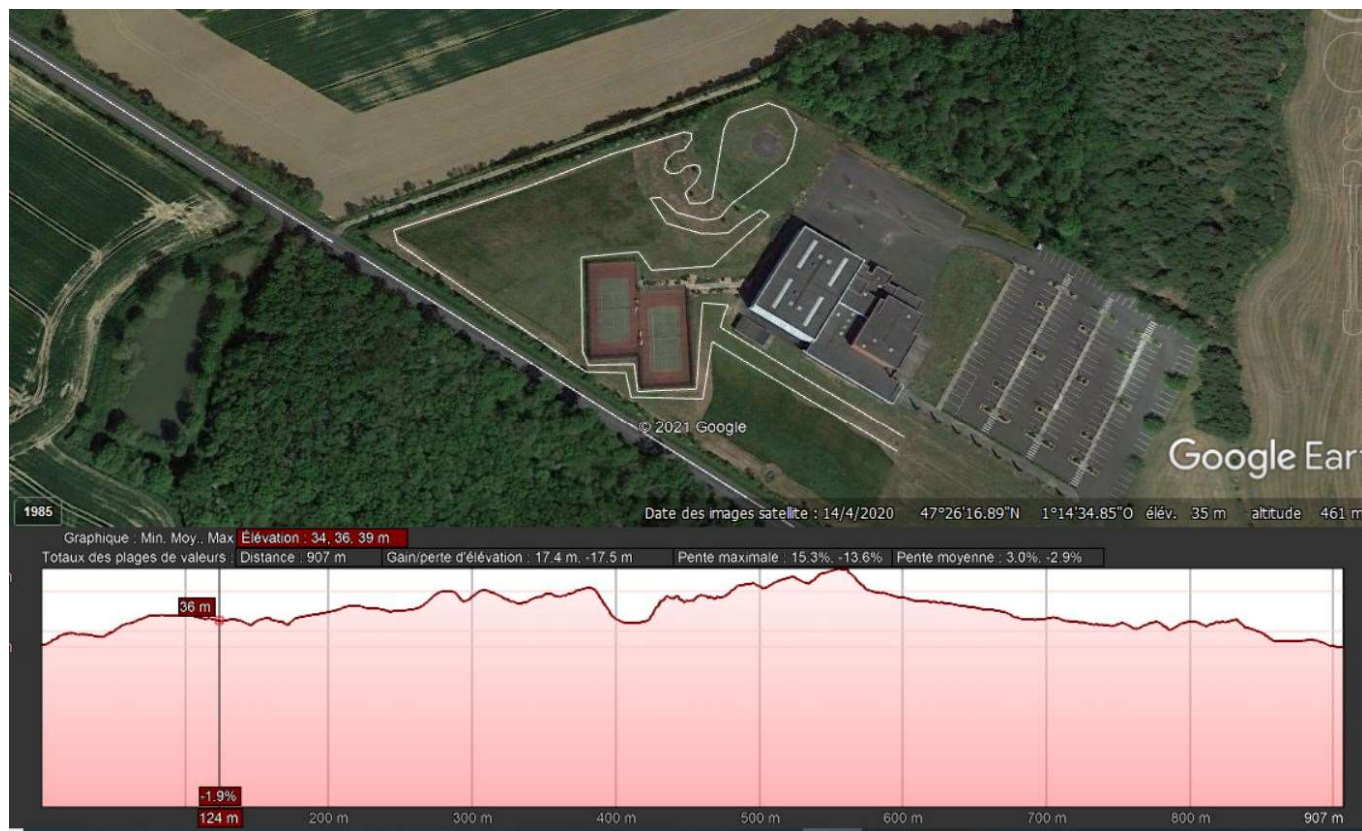 © 2021 Google
Google Ear
1985
Date des images satellite : 14/4/2020 47°26'16.89"N 1°14'34.85"O élév. 35 m altitude 461 m
Graphique : Min. Moy.. Max Élévation : 34, 36, 39 m
Totaux des plages de valeurs : Distance : 907 m Gain/perte d'élévation : 17.4 m. -17.5 m Pente maximale : 15.3%. -13.6% Pente moyenne : 3.0%. -2.9%
36 m
-1.9%
124 m 200 m 300 m 400 m 500 m 600 m 700 m 800 m 907 m